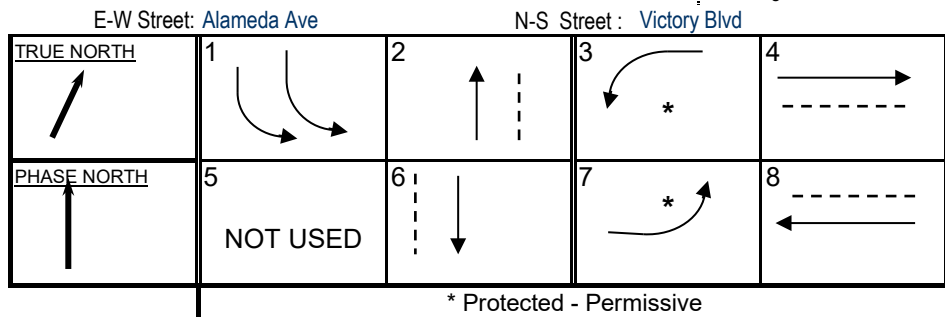 E-W Street: Alameda Ave N-S Street : Victory Blvd
TRUE NORTH 1 2 3 4
*
PHASE NORTH 5 6 7 8
*
NOT USED
* Protected - Permissive